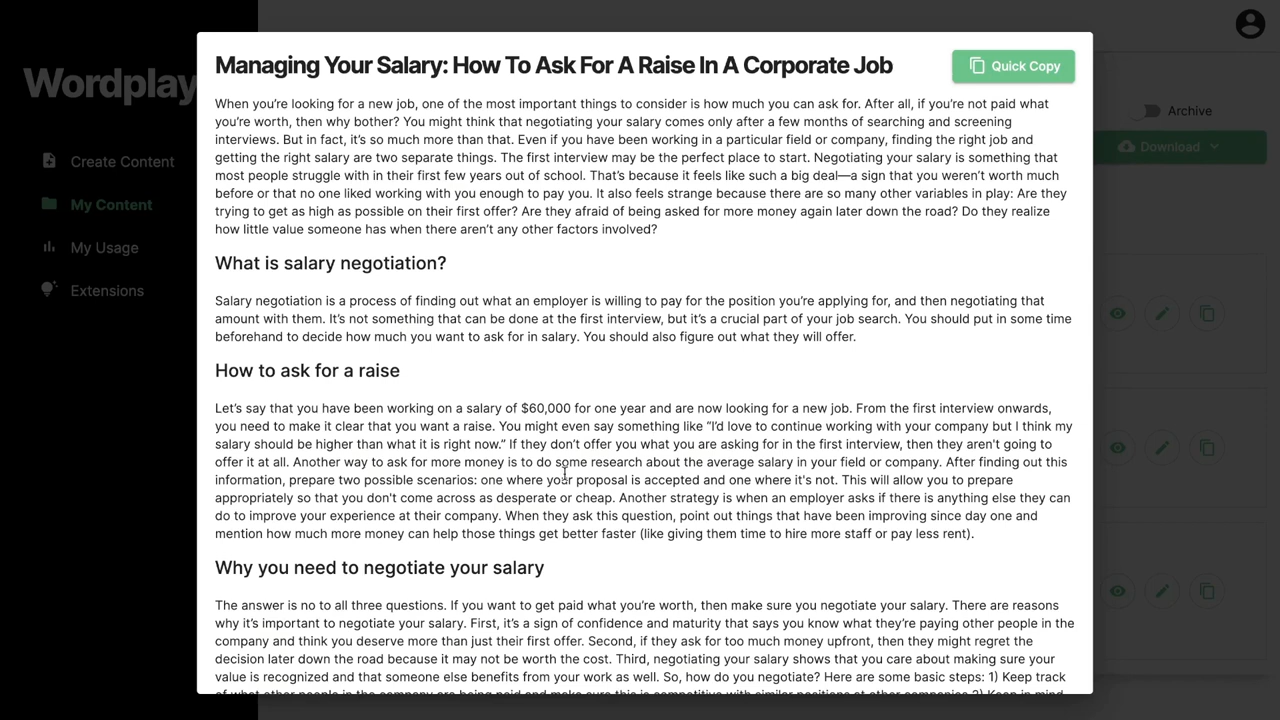 Wordplay
Create Content
My Content
My Usage
Extensions
Archive
Download
Managing Your Salary: How To Ask For A Raise In A Corporate Job
Quick Copy
When you’re looking for a new job, one of the most important things to consider is how much you can ask for. After all, if you’re not paid what
you’re worth, then why bother? You might think that negotiating your salary comes only after a few months of searching and screening
interviews. But in fact, it’s so much more than that. Even if you have been working in a particular field or company, finding the right job and
getting the right salary are two separate things. The first interview may be the perfect place to start. Negotiating your salary is something that
most people struggle with in their first few years out of school. That’s because it feels like such a big deal—a sign that you weren’t worth much
before or that no one liked working with you enough to pay you. It also feels strange because there are so many other variables in play: Are they
trying to get as high as possible on their first offer? Are they afraid of being asked for more money again later down the road? Do they realize
how little value someone has when there aren’t any other factors involved?
What is salary negotiation?
Salary negotiation is a process of finding out what an employer is willing to pay for the position you’re applying for, and then negotiating that
amount with them. It’s not something that can be done at the first interview, but it’s a crucial part of your job search. You should put in some time
beforehand to decide how much you want to ask for in salary. You should also figure out what they will offer.
How to ask for a raise
Let’s say that you have been working on a salary of $60,000 for one year and are now looking for a new job. From the first interview onwards,
you need to make it clear that you want a raise. You might even say something like “I’d love to continue working with your company but I think my
salary should be higher than what it is right now.” If they don’t offer you what you are asking for in the first interview, then they aren't going to
offer it at all. Another way to ask for more money is to do some research about the average salary in your field or company. After finding out this
information, prepare two possible scenarios: one where your proposal is accepted and one where it's not. This will allow you to prepare
appropriately so that you don't come across as desperate or cheap. Another strategy is when an employer asks if there is anything else they can
do to improve your experience at their company. When they ask this question, point out things that have been improving since day one and
mention how much more money can help those things get better faster (like giving them time to hire more staff or pay less rent).
Why you need to negotiate your salary
The answer is no to all three questions. If you want to get paid what you’re worth, then make sure you negotiate your salary. There are reasons
why it’s important to negotiate your salary. First, it’s a sign of confidence and maturity that says you know what they’re paying other people in the
company and think you deserve more than just their first offer. Second, if they ask for too much money upfront, then they might regret the
decision later down the road because it may not be worth the cost. Third, negotiating your salary shows that you care about making sure your
value is recognized and that someone else benefits from your work as well. So, how do you negotiate? Here are some basic steps: 1) Keep track
of what other people in the company are being paid and make sure this is competitive with similar positions at other companies 2) Keep in mind